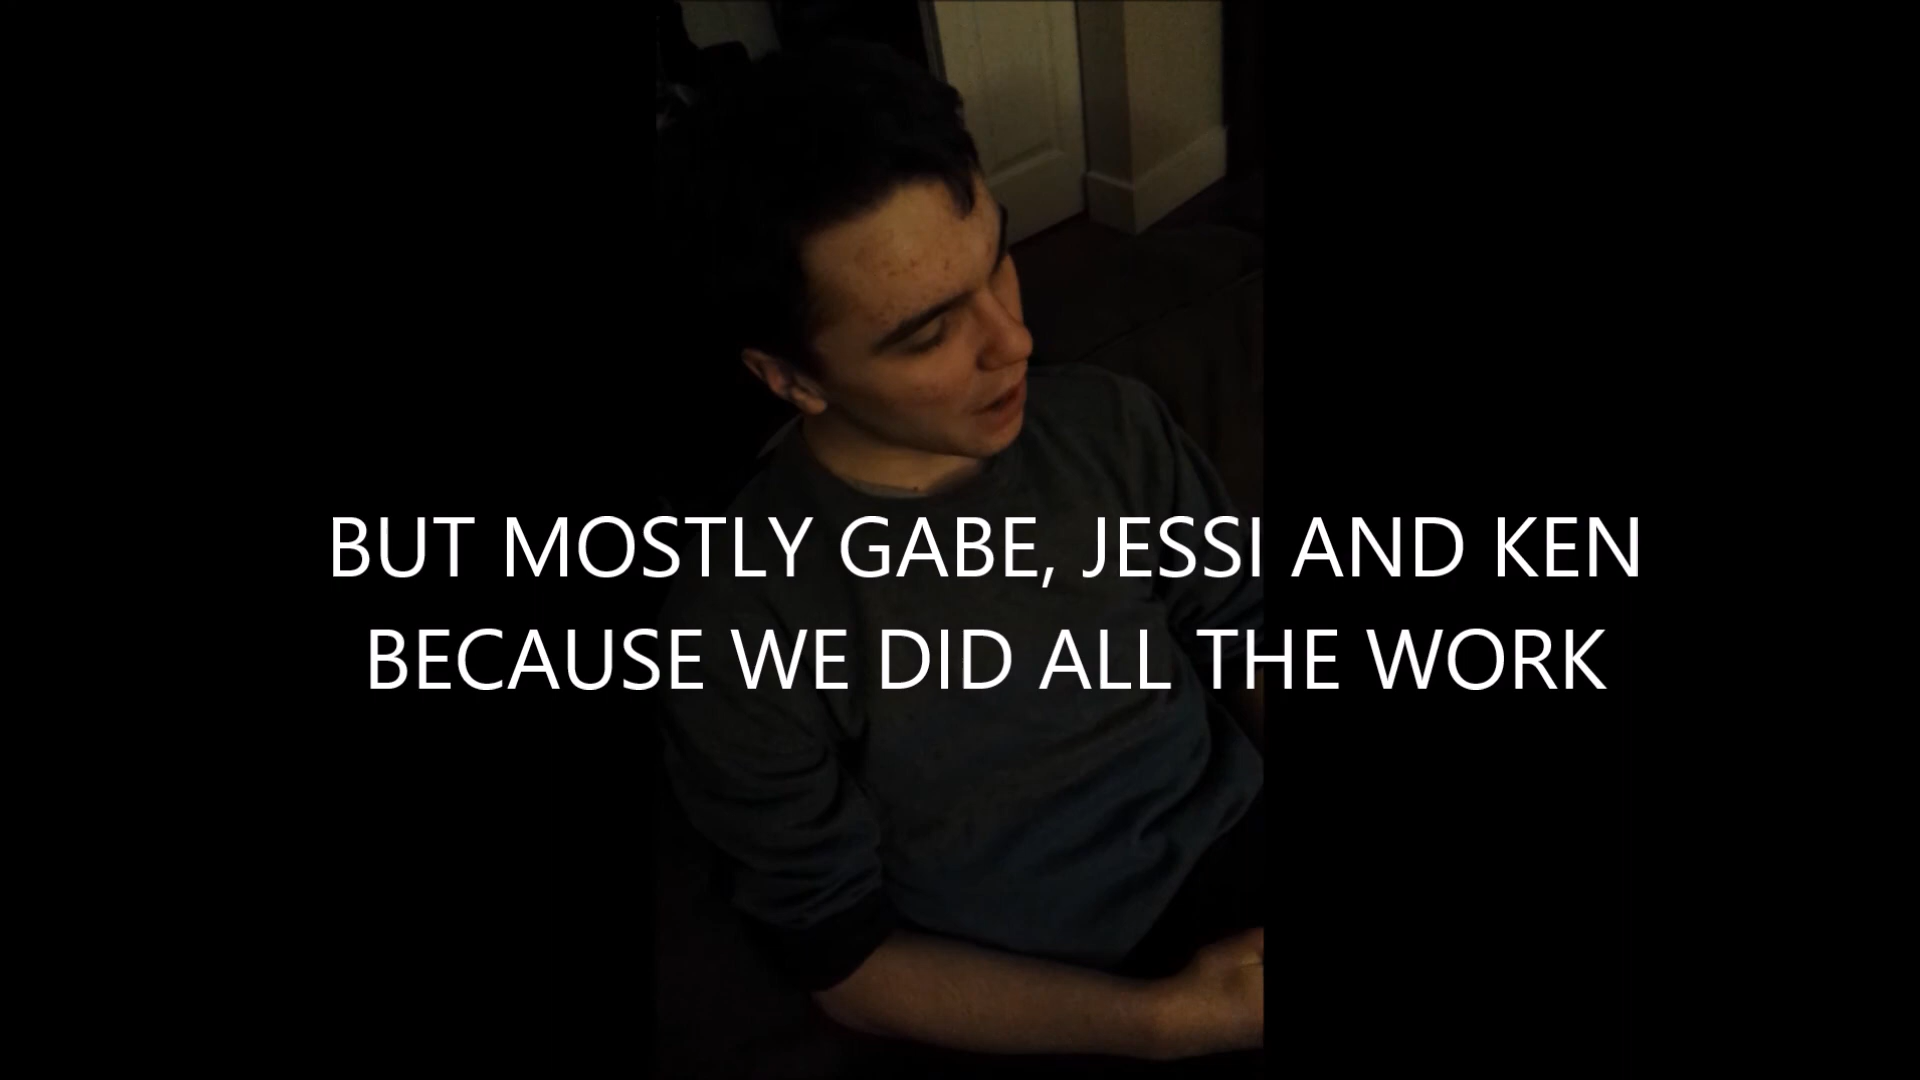 BUT MOSTLY GABE, JESSI AND KEN
BECAUSE WE DID ALL THE WORK